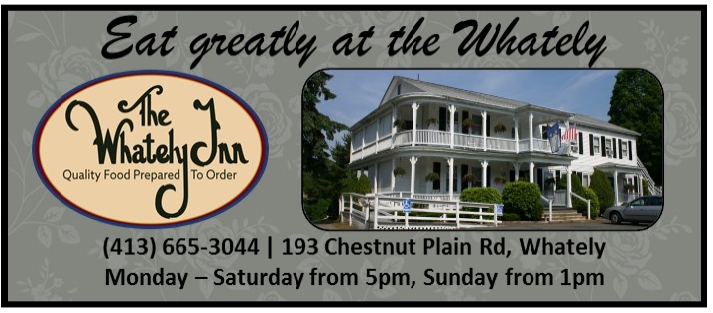 Eat greatly at the Whately
The
Whately Inn
Quality Food Prepared To Order
(413) 665-3044 | 193 Chestnut Plain Rd, Whately
Monday – Saturday from 5pm, Sunday from 1pm